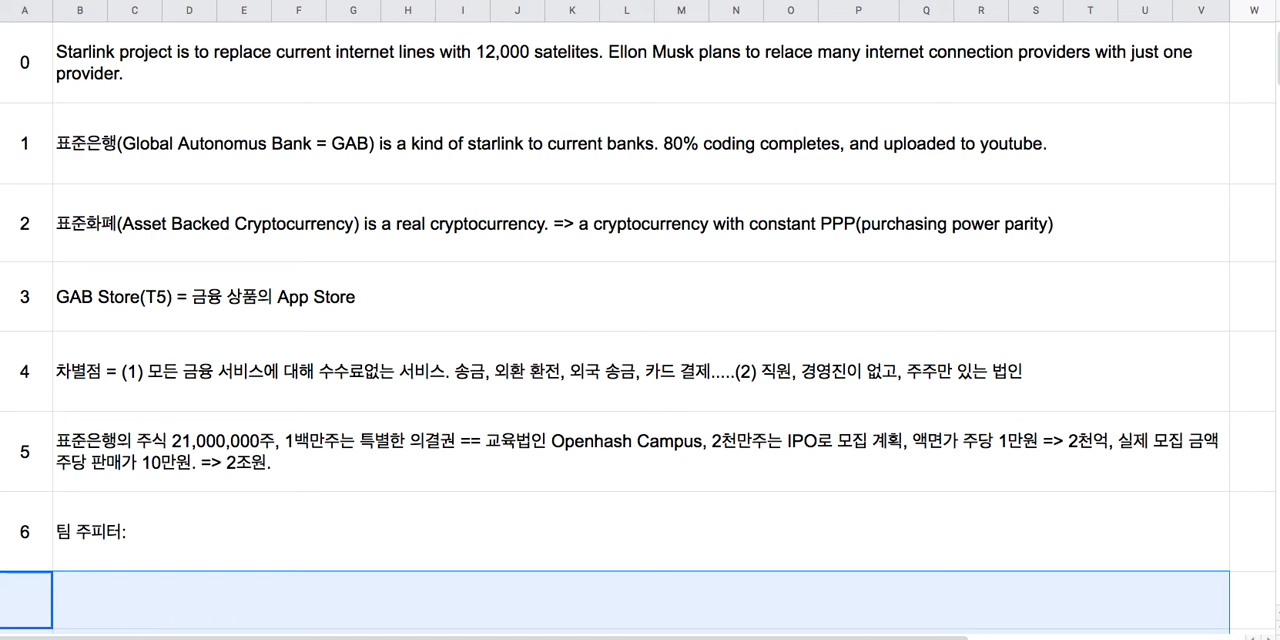 A B C D E F G H I J K L M N O P Q R S T U V W
0 Starlink project is to replace current internet lines with 12,000 satelites. Ellon Musk plans to relace many internet connection providers with just one
provider.
1 표준은행(Global Autonomus Bank = GAB) is a kind of starlink to current banks. 80% coding completes, and uploaded to youtube.
2 표준화폐(Asset Backed Cryptocurrency) is a real cryptocurrency. => a cryptocurrency with constant PPP(purchasing power parity)
3 GAB Store(T5) = 금융 상품의 App Store
4 차별점 = (1) 모든 금융 서비스에 대해 수수료없는 서비스. 송금, 외환 환전, 외국 송금, 카드 결제.....(2) 직원, 경영진이 없고, 주주만 있는 법인
5 표준은행의 주식 21,000,000주, 1백만주는 특별한 의결권 == 교육법인 Openhash Campus, 2천만주는 IPO로 모집 계획, 액면가 주당 1만원 => 2천억, 실제 모집 금액
주당 판매가 10만원. => 2조원.
6 팀 주피터: